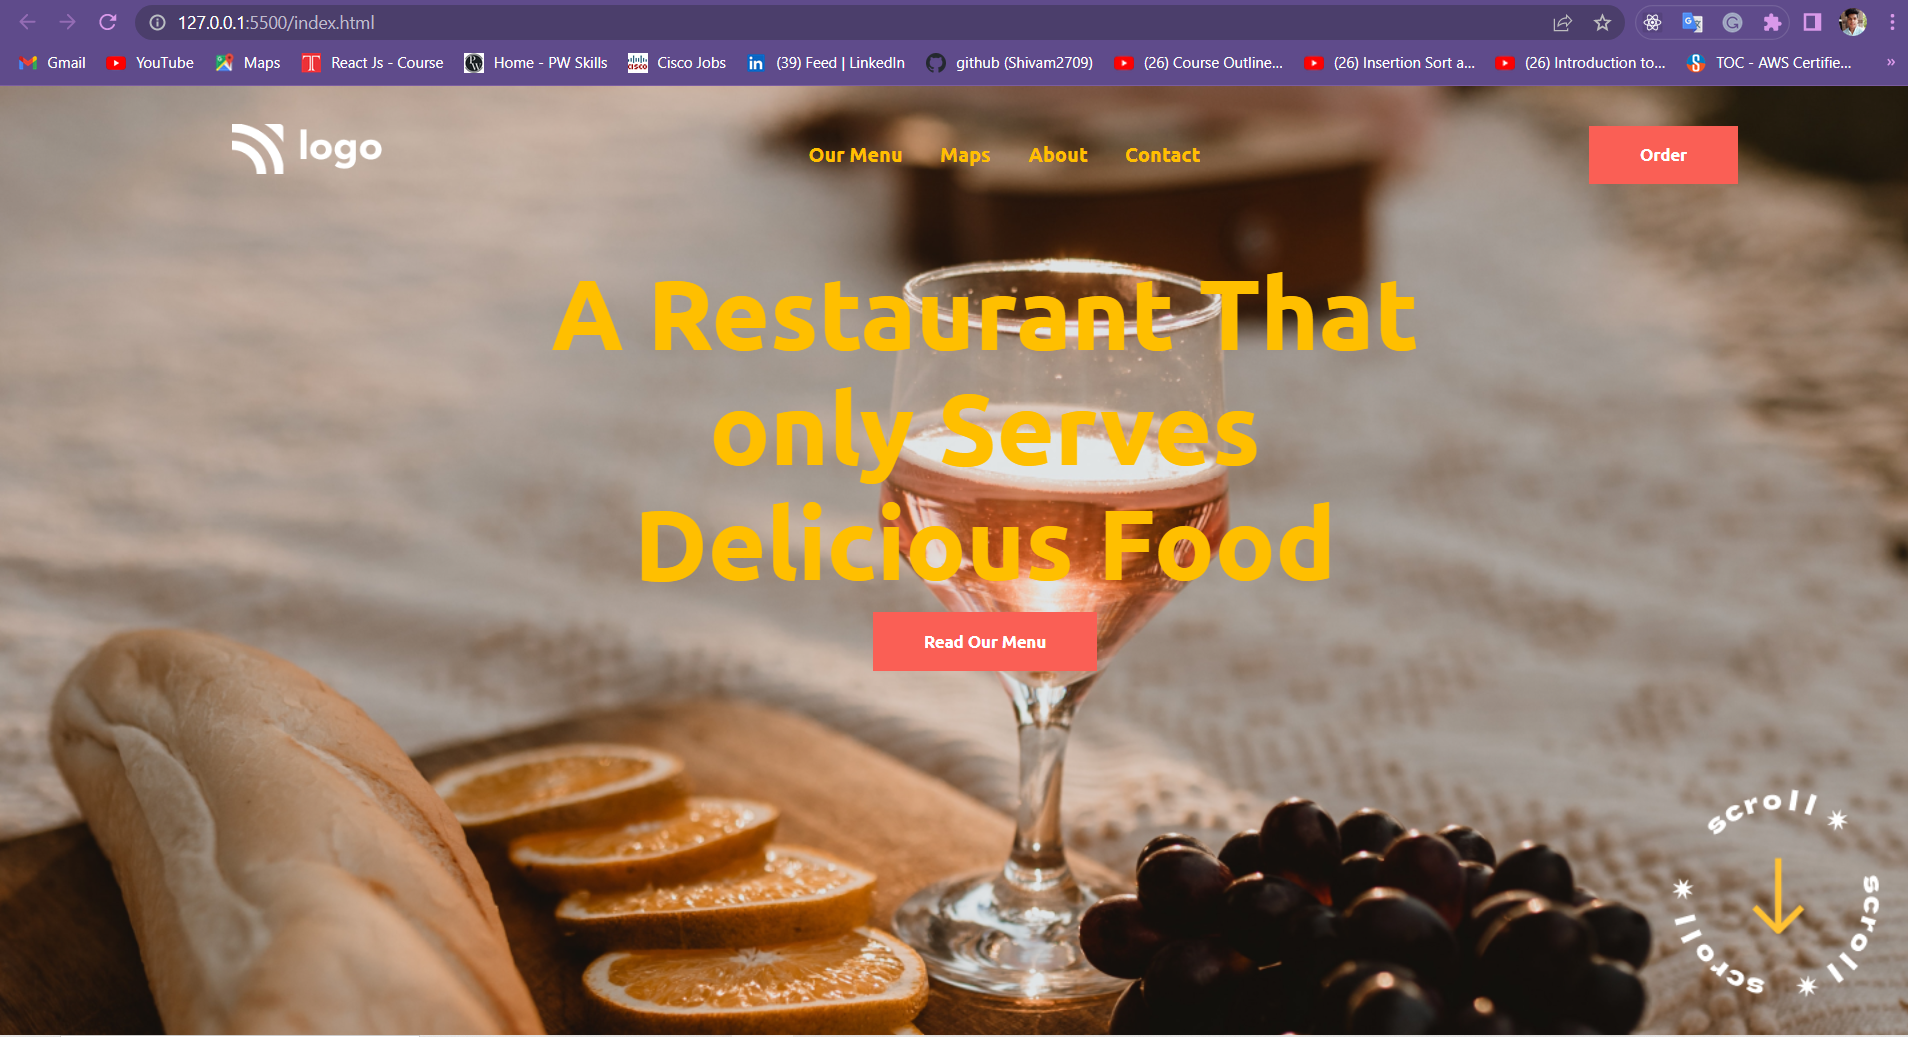 127.0.0.1:5500/index.html
Gmail YouTube Maps React Js - Course Home - PW Skills Cisco Jobs (39) Feed | LinkedIn github (Shivam2709) (26) Course Outline... (26) Insertion Sort a... (26) Introduction to... TOC - AWS Certifie... »
logo Our Menu Maps About Contact Order
A Restaurant That
only Serves
Delicious Food
Read Our Menu
scroll
scroll
scroll